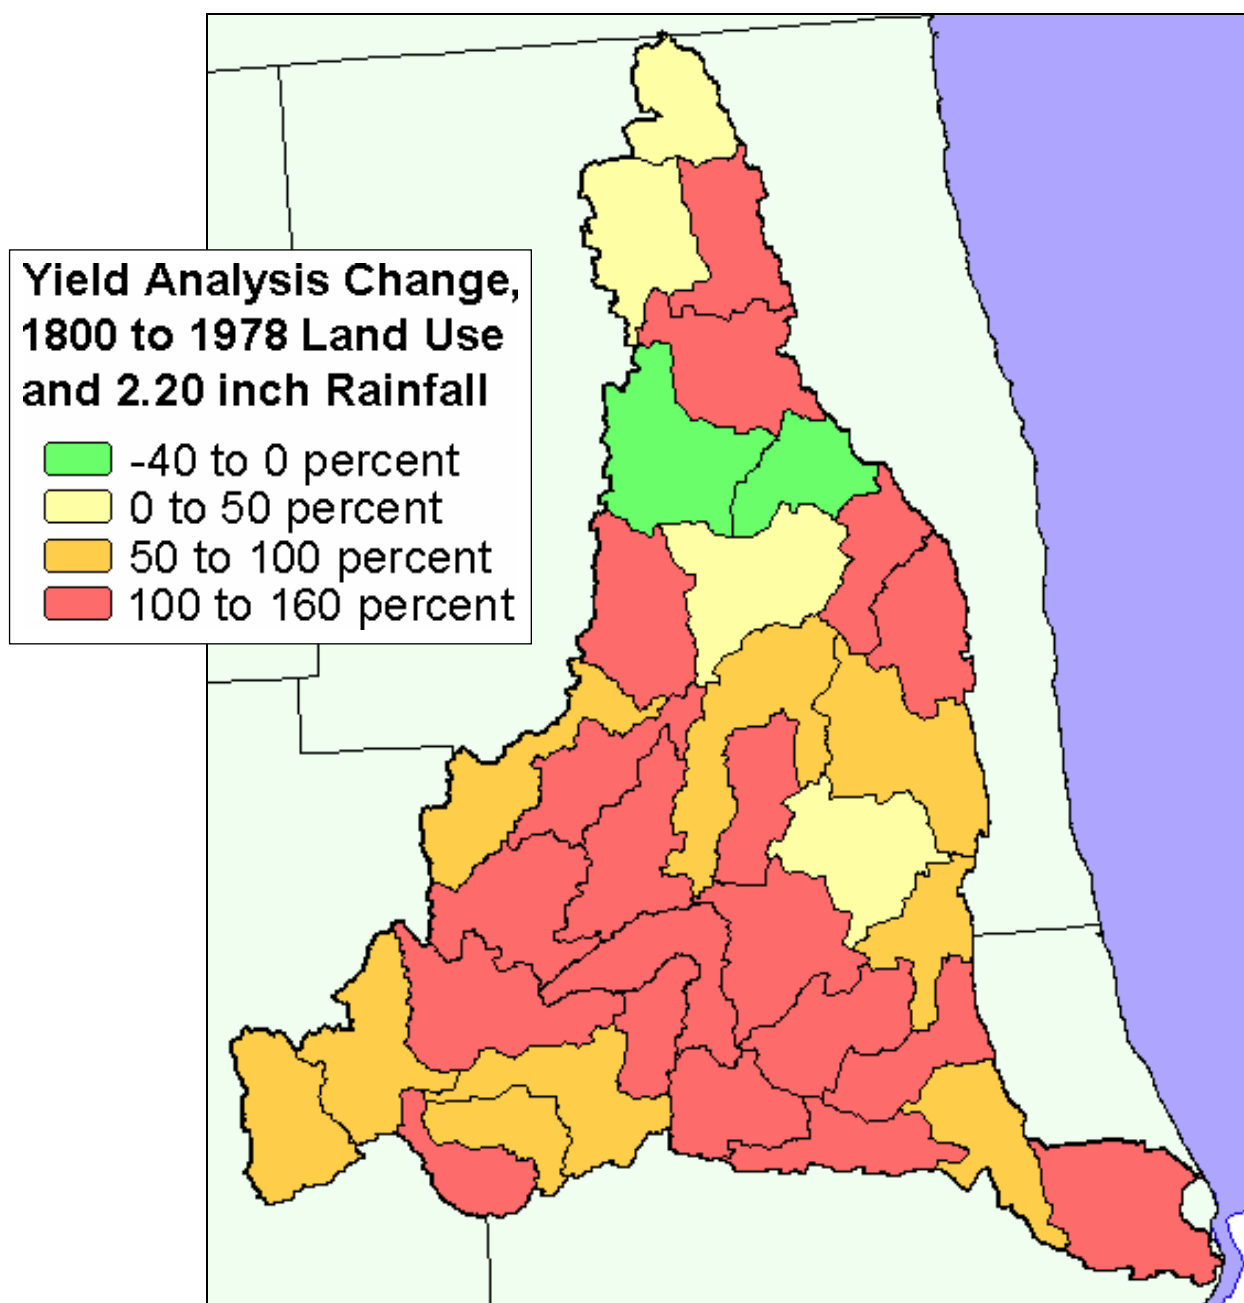 Yield Analysis Change,
1800 to 1978 Land Use
and 2.20 inch Rainfall
-40 to 0 percent
0 to 50 percent
50 to 100 percent
100 to 160 percent